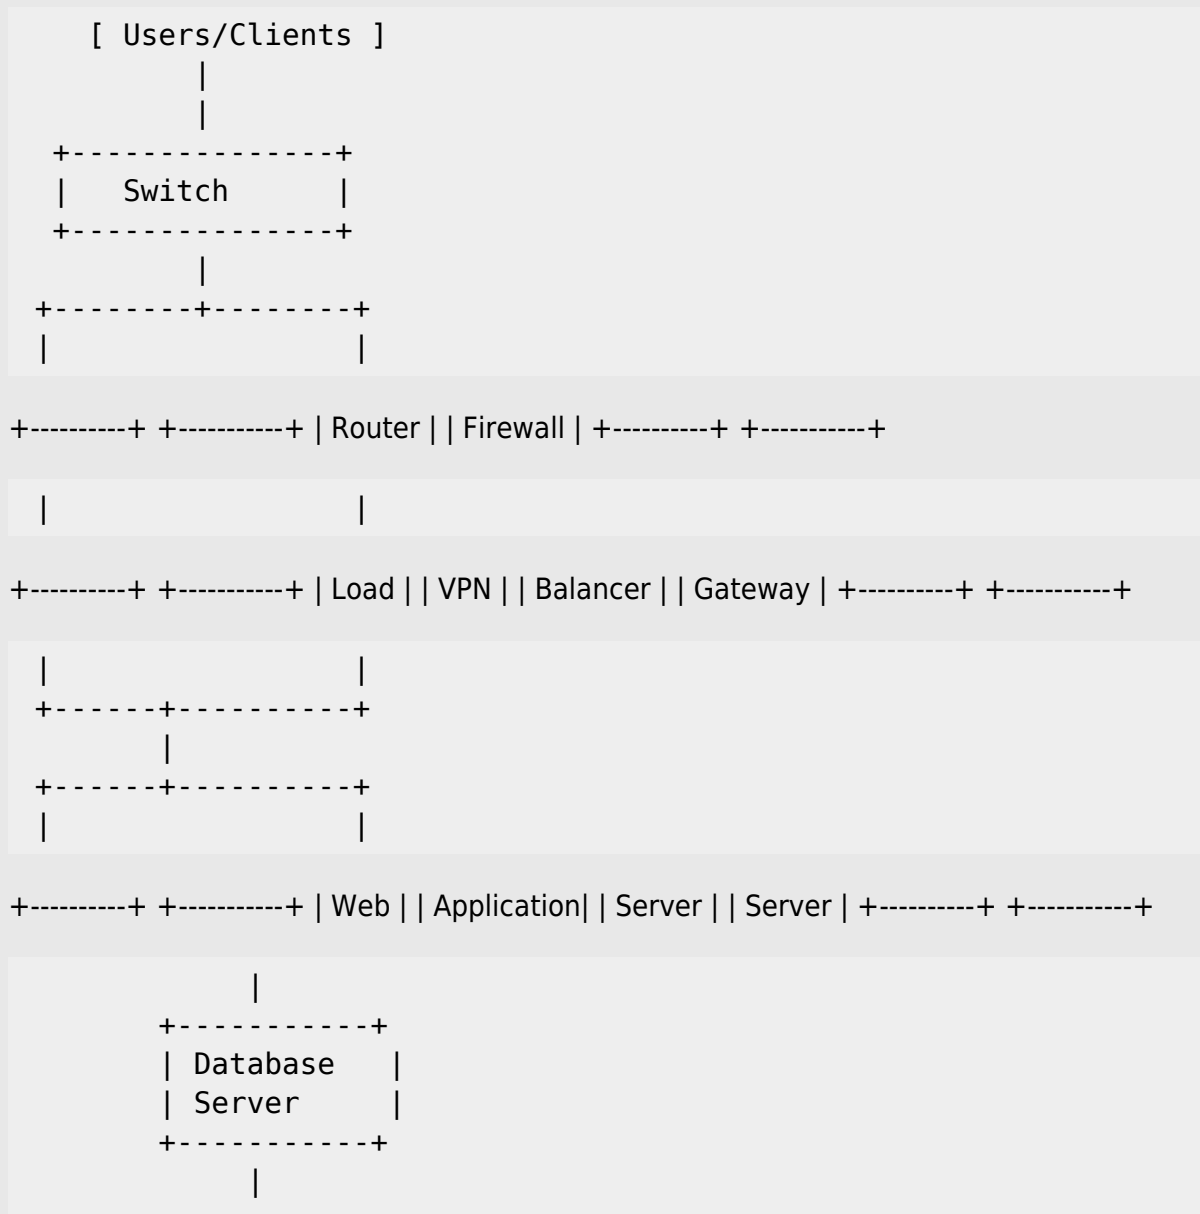 [ Users/Clients ]
|
|
+---------------+
|   Switch      |
+---------------+
|
+--------+--------+
|                 |
+----------+ +-----------+ | Router | | Firewall | +----------+ +-----------+
|                 |
+----------+ +-----------+ | Load | | VPN | | Balancer | | Gateway | +----------+ +-----------+
|                 |
+------+----------+
|
+------+----------+
|                 |
+----------+ +-----------+ | Web | | Application| | Server | | Server | +----------+ +-----------+
|
+-----------+
| Database   |
| Server     |
+-----------+
|